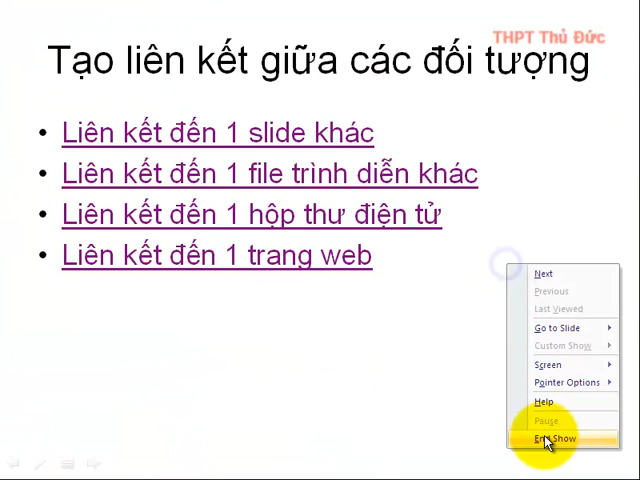 THPT Thủ Đức
Tạo liên kết giữa các đối tượng
• Liên kết đến 1 slide khác
• Liên kết đến 1 file trình diễn khác
• Liên kết đến 1 hộp thư điện tử
• Liên kết đến 1 trang web
Next
Previous
Last Viewed
Go to Slide
Custom Show
Screen
Pointer Options
Help
Pause
End Show